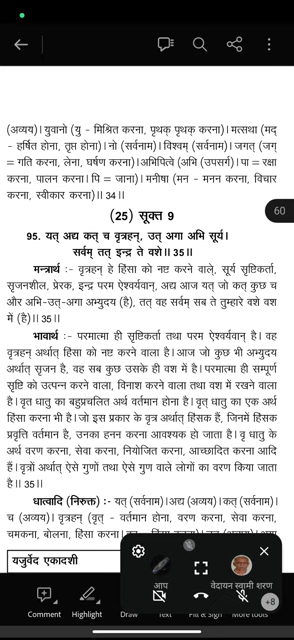 (अव्यय)। युवानो (यु - मिश्रित करना, पृथक् पृथक् करना)। मत्सथा (मद्
- हर्षित होना, तृप्त होना)। नो (सर्वनाम)। विश्वम् (सर्वनाम)। जगत् (जग्
= गति करना, लेना, घर्षण करना)। अभिपित्वे (अभि (उपसर्ग)। पा = रक्षा
करना, पालन करना। पि = जाना)। मनीषा (मन - मनन करना, विचार
करना, स्वीकार करना)॥34॥
60
(25) सूक्त 9
95. यत् अद्य कत् च वृत्रहन्, उत् अगा अभि सूर्य।
सर्वम् तत् इन्द्र ते वशे॥35॥
मन्त्रार्थ :- वृत्रहन् हे हिंसा को नष्ट करने वाले, सूर्य सृष्टिकर्ता,
सृजनशील, प्रेरक, इन्द्र परम ऐश्वर्यवान्, अद्य आज यत् जो कत् कुछ च
और अभि-उत्-अगा अभ्युदय (है), तत् वह सर्वम् सब ते तुम्हारे वशे वश
में (है)॥35॥
भावार्थ :- परमात्मा ही सृष्टिकर्ता तथा परम ऐश्वर्यवान् है। वह
वृत्रहन् अर्थात् हिंसा को नष्ट करने वाला है। आज जो कुछ भी अभ्युदय
अर्थात् सृजन है, वह सब कुछ उसके ही वश में है। परमात्मा ही सम्पूर्ण
सृष्टि को उत्पन्न करने वाला, विनाश करने वाला तथा वश में रखने वाला
है। वृत धातु का बहुप्रचलित अर्थ वर्तमान होना है। वृत् धातु का एक अर्थ
हिंसा करना भी है। जो इस प्रकार के वृत्र अर्थात् हिंसक हैं, जिनमें हिंसक
प्रवृत्ति वर्तमान है, उनका हनन करना आवश्यक हो जाता है। वृ धातु के
अर्थ वरण करना, सेवा करना, नियोजित करना, आच्छादित करना आदि
हैं। वृत्रों अर्थात् ऐसे गुणों तथा ऐसे गुण वाले लोगों का वरण किया जाता
है॥35॥
धात्वादि (निरुक्त) :- यत् (सर्वनाम)। अद्य (अव्यय)। कत् (सर्वनाम)।
च (अव्यय)। वृत्रहन् (वृत् - वर्तमान होना, वरण करना, सेवा करना,
चमकना, बोलना, हिंसा करना।
यजुर्वेद एकादशी
आप
वेदायन स्वामी शरण
+8
Comment
Highlight
Draw
Text
Fill & Sign
More tools